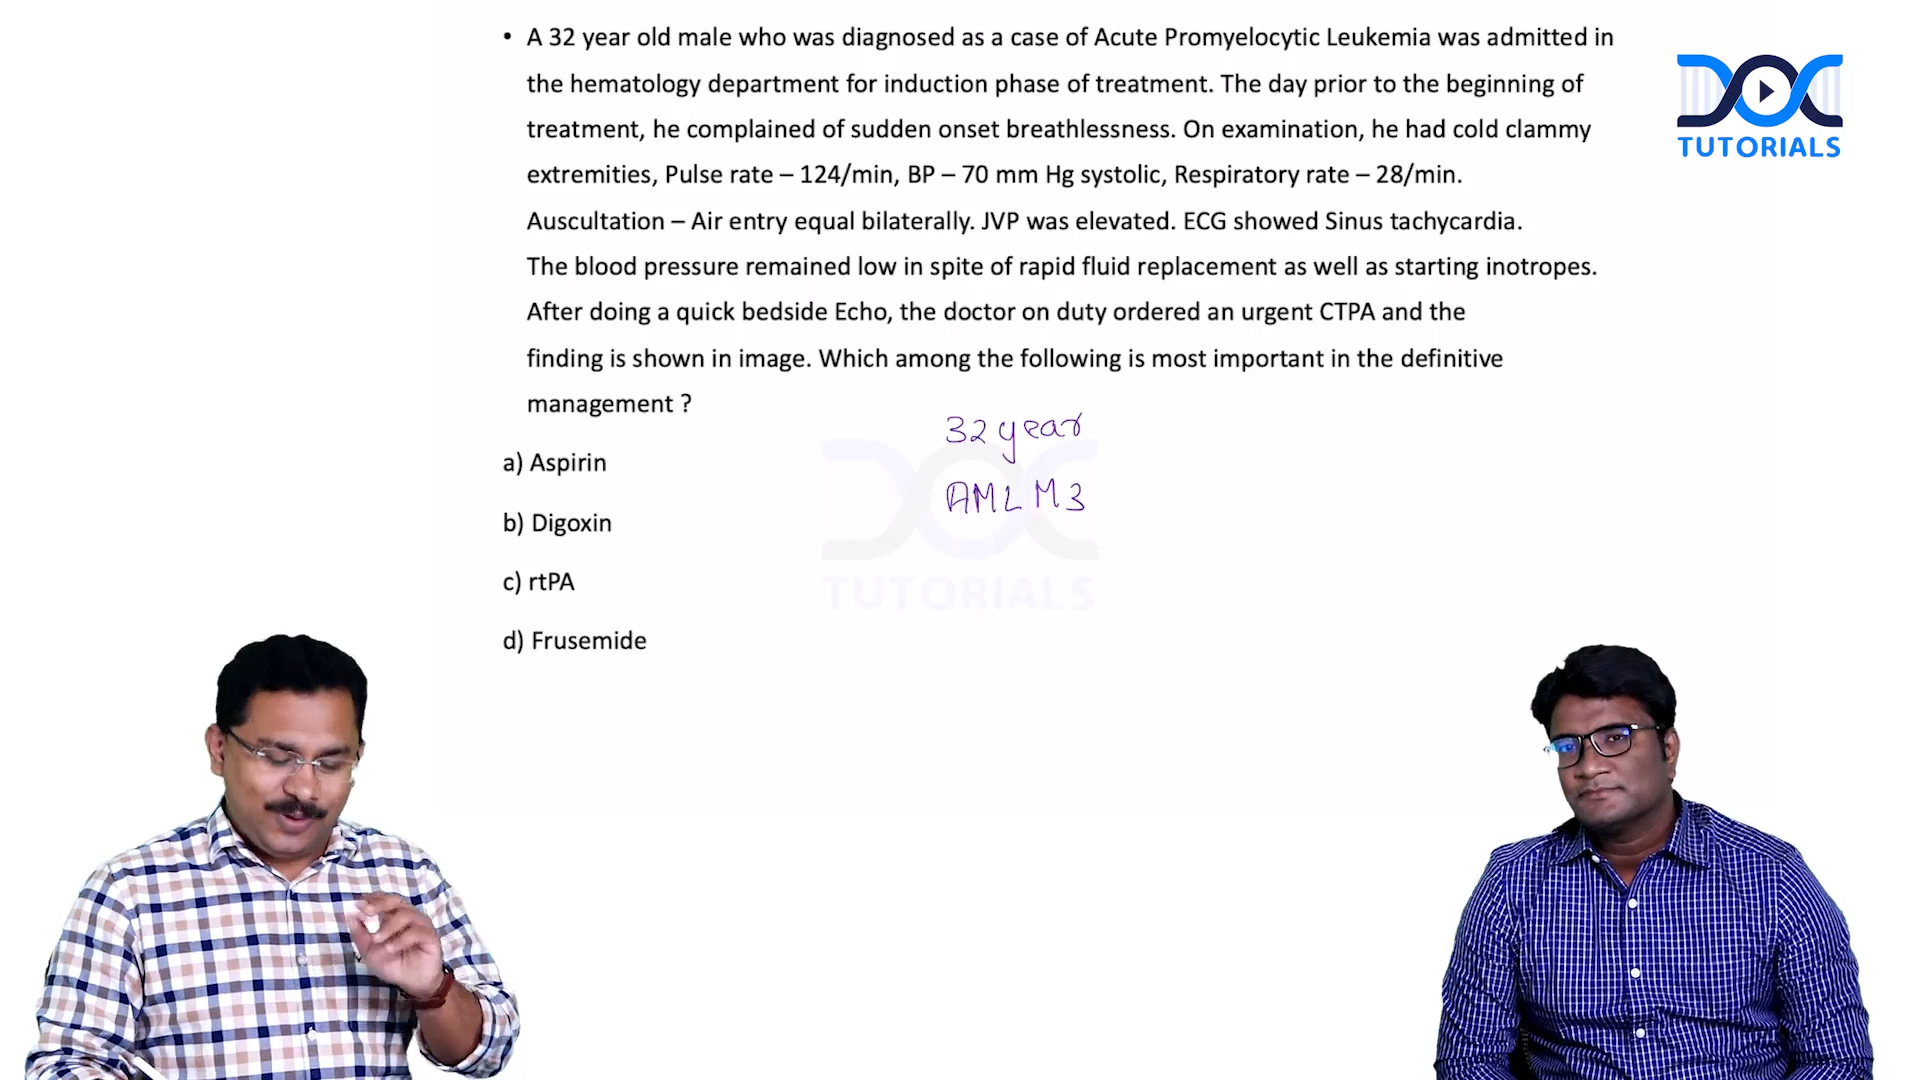 • A 32 year old male who was diagnosed as a case of Acute Promyelocytic Leukemia was admitted in
the hematology department for induction phase of treatment. The day prior to the beginning of
treatment, he complained of sudden onset breathlessness. On examination, he had cold clammy
extremities, Pulse rate – 124/min, BP – 70 mm Hg systolic, Respiratory rate – 28/min.
Auscultation – Air entry equal bilaterally. JVP was elevated. ECG showed Sinus tachycardia.
The blood pressure remained low in spite of rapid fluid replacement as well as starting inotropes.
After doing a quick bedside Echo, the doctor on duty ordered an urgent CTPA and the
finding is shown in image. Which among the following is most important in the definitive
management ?
a) Aspirin
b) Digoxin
c) rtPA
d) Frusemide
32 year
AML M3
DOC
TUTORIALS
DOC
TUTORIALS